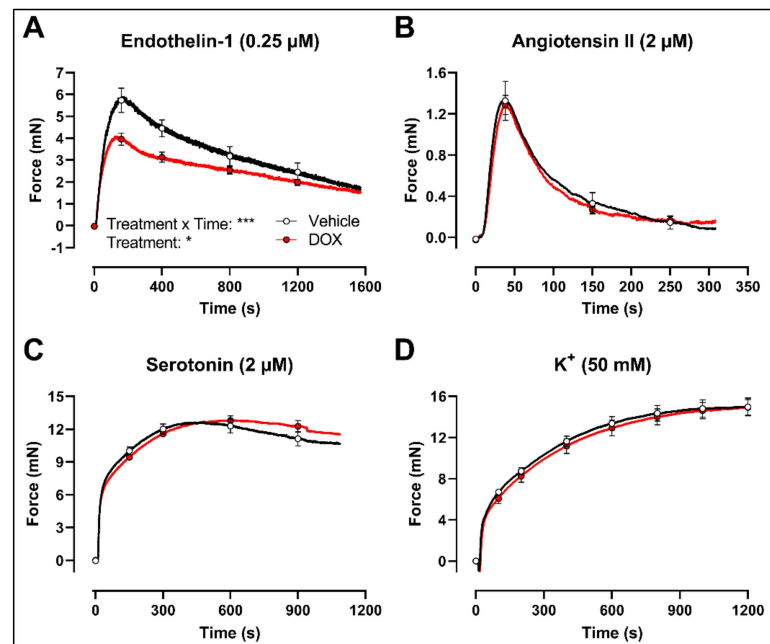 A
Endothelin-1 (0.25 µM)
Force (mN)
7
6
5
4
3
2
1
0
-1
Treatment x Time: ***
Treatment: *
Vehicle
DOX
0 400 800 1200 1600
Time (s)
B
Angiotensin II (2 µM)
Force (mN)
1.6
1.2
0.8
0.4
0.0
0 50 100 150 200 250 300 350
Time (s)
C
Serotonin (2 µM)
Force (mN)
15
12
9
6
3
0
0 300 600 900 1200
Time (s)
D
K⁺ (50 mM)
Force (mN)
16
12
8
4
0
0 300 600 900 1200
Time (s)